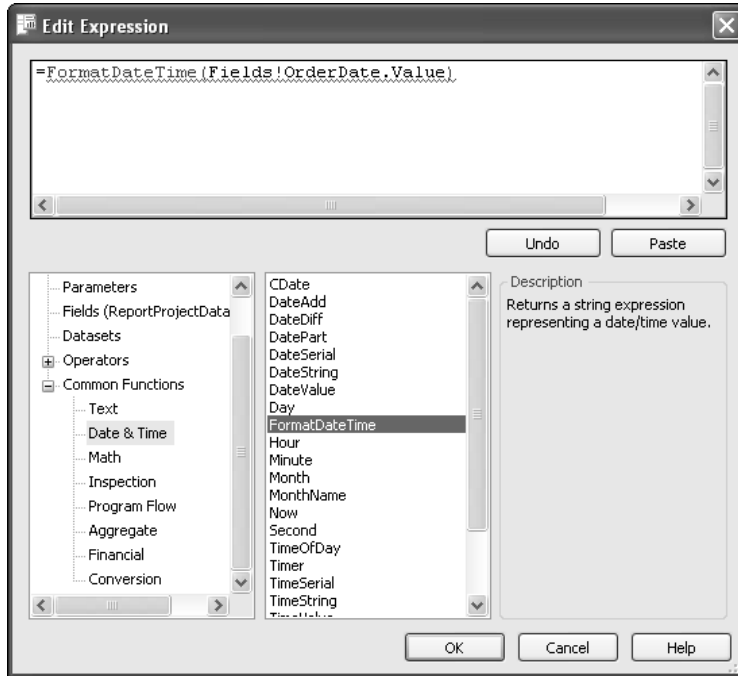 Edit Expression
=FormatDateTime(Fields!OrderDate.Value)
Undo
Paste
Parameters
Fields (ReportProjectData
Datasets
Operators
Common Functions
Text
Date & Time
Math
Inspection
Program Flow
Aggregate
Financial
Conversion
CDate
DateAdd
DateDiff
DatePart
DateSerial
DateString
DateValue
Day
FormatDateTime
Hour
Minute
Month
MonthName
Now
Second
TimeOfDay
Timer
TimeSerial
TimeString
Description
Returns a string expression
representing a date/time value.
OK
Cancel
Help